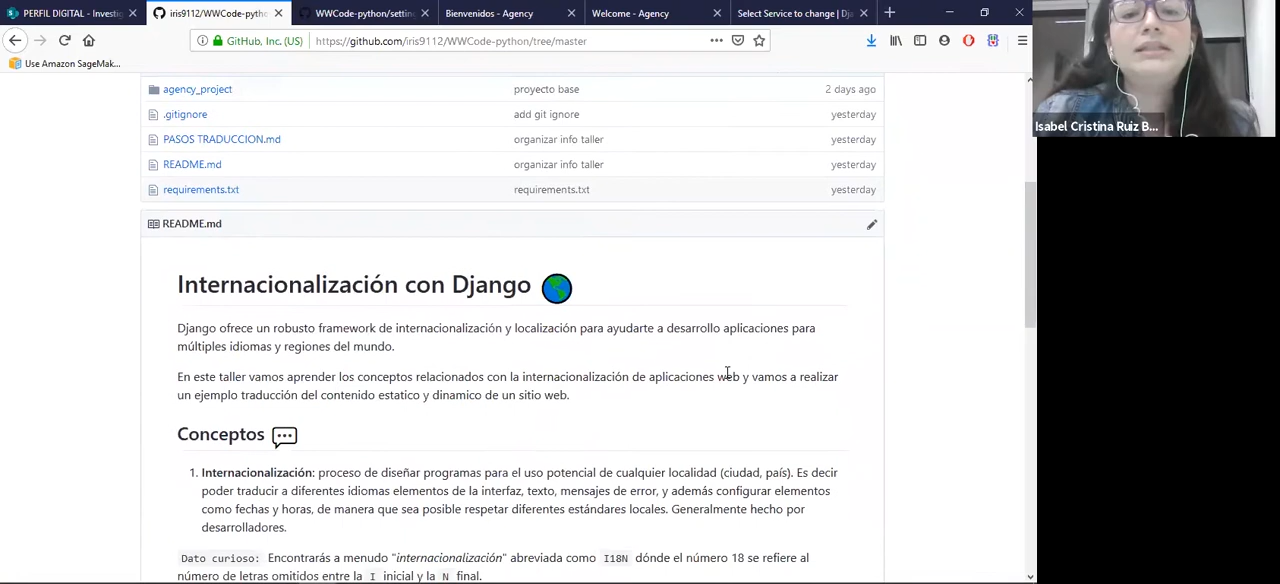 PERFIL DIGITAL - Investig
iris9112/WWCode-pytho
WWCode-python/settin
Bienvenidos - Agency
Welcome - Agency
Select Service to change | Dja
GitHub, Inc. (US)
https://github.com/iris9112/WWCode-python/tree/master
Use Amazon SageMak...
Isabel Cristina Ruiz B...
agency_project proyecto base 2 days ago
.gitignore add git ignore yesterday
PASOS TRADUCCION.md organizar info taller yesterday
README.md organizar info taller yesterday
requirements.txt requirements.txt yesterday
README.md
Internacionalización con Django
Django ofrece un robusto framework de internacionalización y localización para ayudarte a desarrollo aplicaciones para
múltiples idiomas y regiones del mundo.
En este taller vamos aprender los conceptos relacionados con la internacionalización de aplicaciones web y vamos a realizar
un ejemplo traducción del contenido estatico y dinamico de un sitio web.
Conceptos
1. Internacionalización: proceso de diseñar programas para el uso potencial de cualquier localidad (ciudad, país). Es decir
poder traducir a diferentes idiomas elementos de la interfaz, texto, mensajes de error, y además configurar elementos
como fechas y horas, de manera que sea posible respetar diferentes estándares locales. Generalmente hecho por
desarrolladores.
Dato curioso: Encontrarás a menudo "internacionalización" abreviada como I18N dónde el número 18 se refiere al
número de letras omitidos entre la I inicial y la N final.